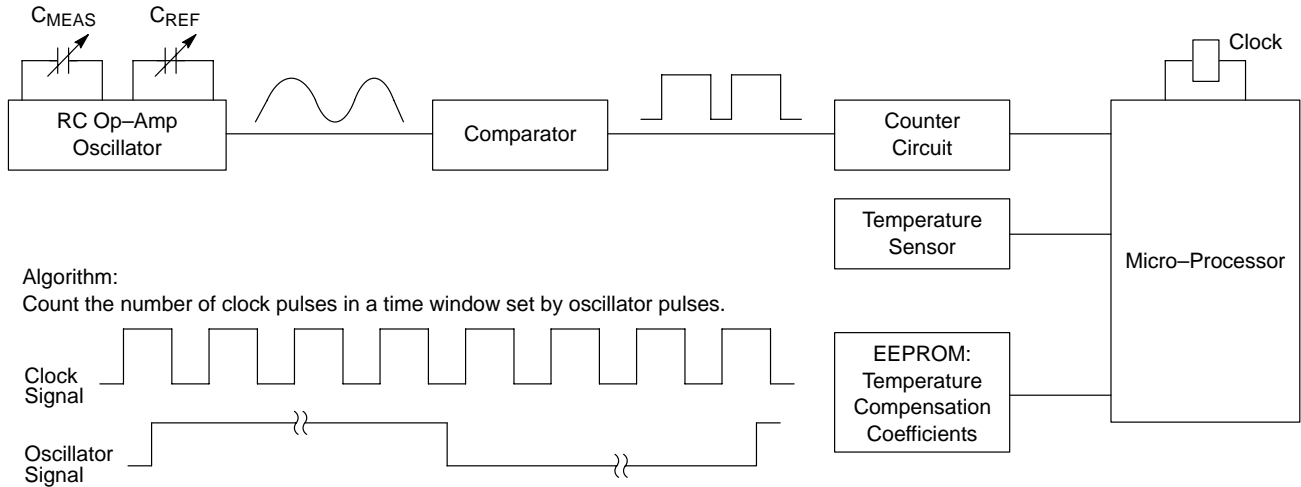 CMEAS
CREF
RC Op–Amp
Oscillator
Comparator
Counter
Circuit
Clock
Temperature
Sensor
Micro–Processor
Algorithm:
Count the number of clock pulses in a time window set by oscillator pulses.
Clock
Signal
Oscillator
Signal
EEPROM:
Temperature
Compensation
Coefficients